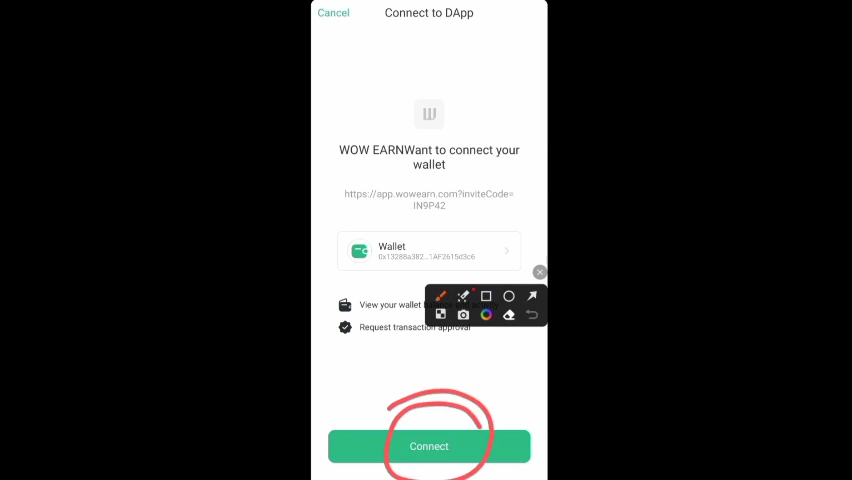 Cancel
Connect to DApp
W
WOW EARNWant to connect your
wallet
https://app.wowearn.com?inviteCode=
IN9P42
Wallet
0x13288a382...1AF2615d3c6
View your wallet
Request transaction approval
Connect